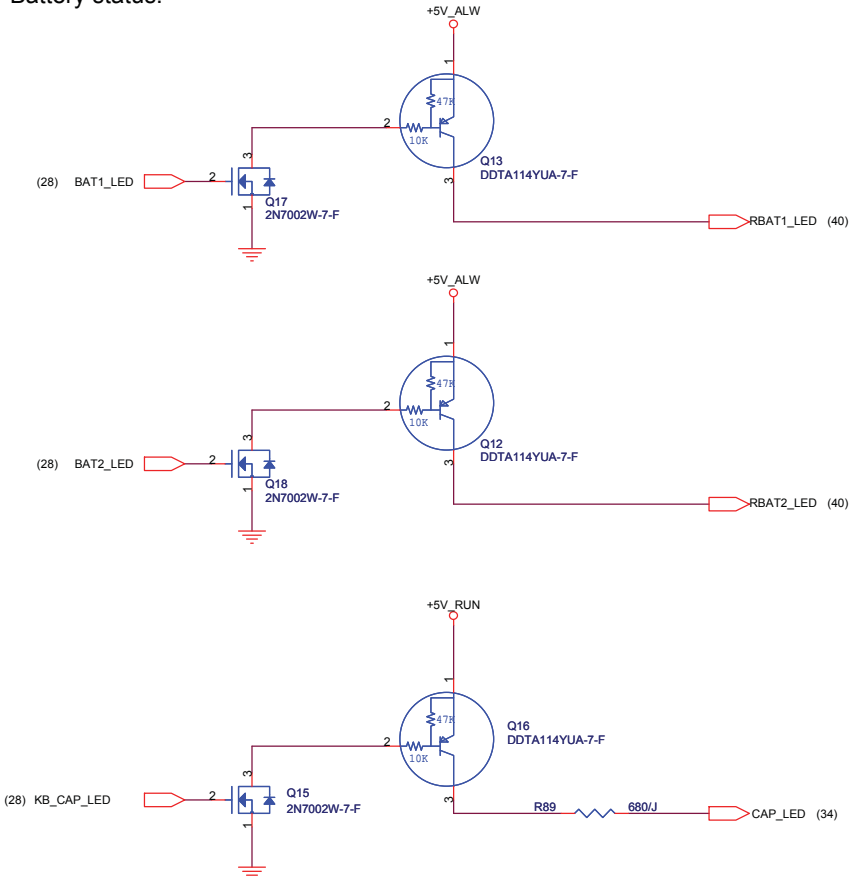 Battery status:
+5V_ALW
1
47K
2
10K
3
Q13
DDTA114YUA-7-F
3
(28) BAT1_LED
2
Q17
2N7002W-7-F
1
RBAT1_LED (40)
+5V_ALW
1
47K
2
10K
3
Q12
DDTA114YUA-7-F
3
(28) BAT2_LED
2
Q18
2N7002W-7-F
1
RBAT2_LED (40)
+5V_RUN
1
47K
2
10K
Q16
DDTA114YUA-7-F
3
3
(28) KB_CAP_LED
2
Q15
2N7002W-7-F
1
R89
680/J
CAP_LED (34)